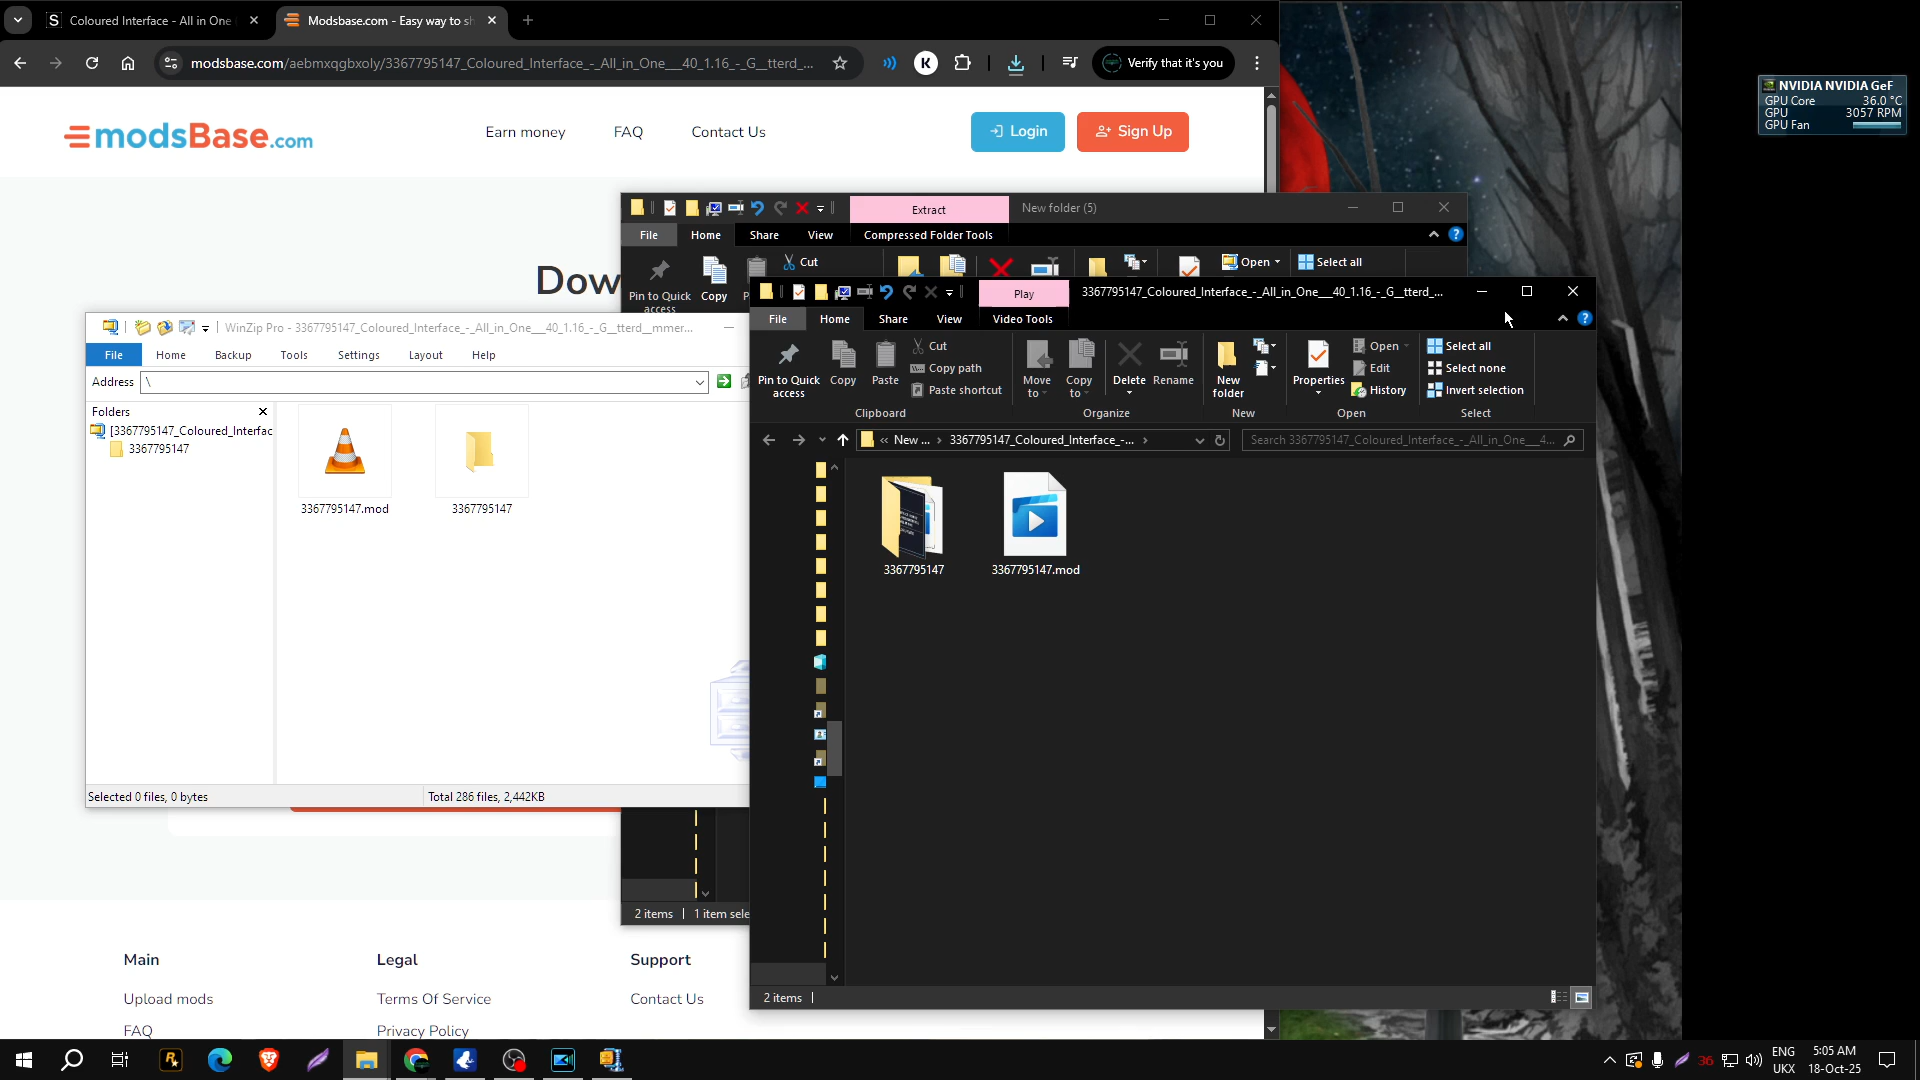 Coloured Interface - All in One
Modsbase.com - Easy way to sh
modsbase.com/aebmxqgbxoly/3367795147_Coloured_Interface_-_All_in_One___40_1.16_-_G__tterd_...
K
Verify that it's you
modsBase.com
Earn money
FAQ
Contact Us
Login
Sign Up
Dow
NVIDIA NVIDIA GeF
GPU Core 36.0 °C
GPU 3057 RPM
GPU Fan
Extract
New folder (5)
File
Home
Share
View
Compressed Folder Tools
Pin to Quick access
Copy
Cut
Open
Select all
2 items
1 item sele
WinZip Pro - 3367795147_Coloured_Interface_-_All_in_One___40_1.16_-_G__tterd__mmer...
File
Home
Backup
Tools
Settings
Layout
Help
Address \
Folders
[3367795147_Coloured_Interfac
3367795147
3367795147.mod
3367795147
Selected 0 files, 0 bytes
Total 286 files, 2,442KB
Play
3367795147_Coloured_Interface_-_All_in_One___40_1.16_-_G__tterd_...
File
Home
Share
View
Video Tools
Pin to Quick access
Copy
Paste
Cut
Copy path
Paste shortcut
Clipboard
Move to
Copy to
Delete
Rename
Organize
New folder
New
Properties
Open
Edit
History
Open
Select all
Select none
Invert selection
Select
« New ... › 3367795147_Coloured_Interface_-... ›
Search 3367795147_Coloured_Interface_-_All_in_One___4...
3367795147
3367795147.mod
2 items
Main
Legal
Support
Upload mods
Terms Of Service
Contact Us
FAQ
Privacy Policy
36
ENG
UKX
5:05 AM
18-Oct-25